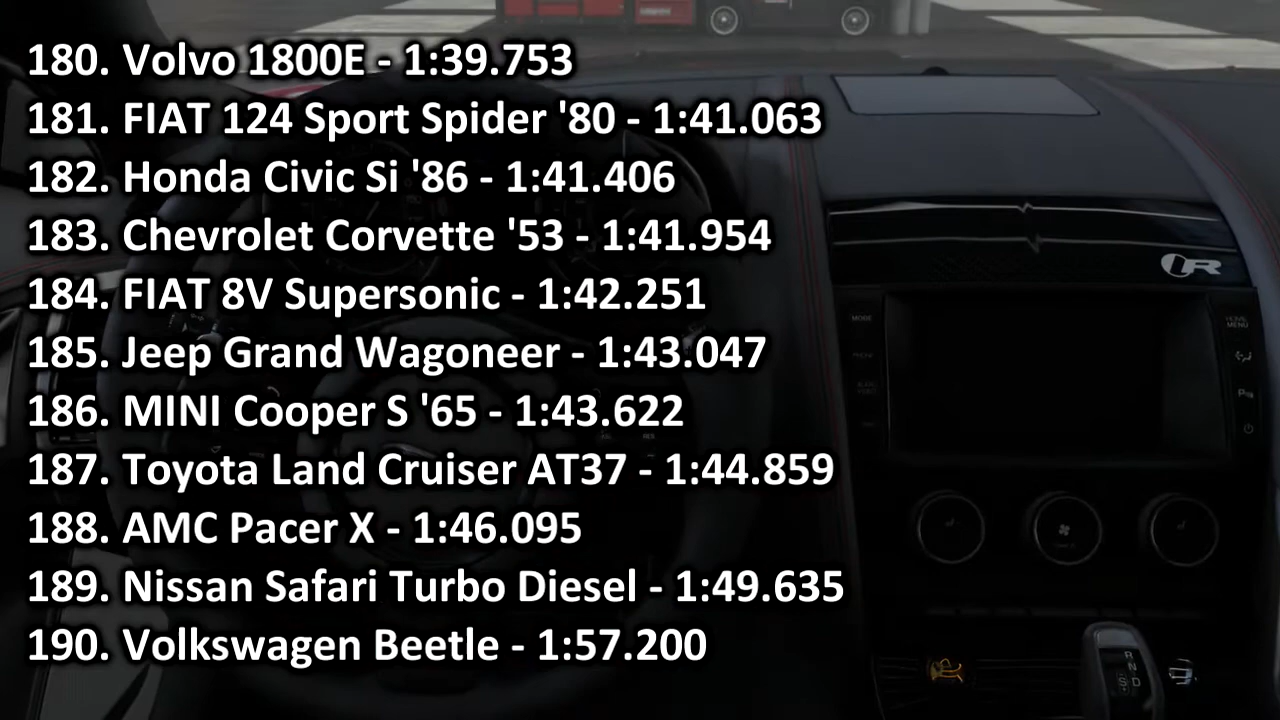 180. Volvo 1800E - 1:39.753
181. FIAT 124 Sport Spider '80 - 1:41.063
182. Honda Civic Si '86 - 1:41.406
183. Chevrolet Corvette '53 - 1:41.954
184. FIAT 8V Supersonic - 1:42.251
185. Jeep Grand Wagoneer - 1:43.047
186. MINI Cooper S '65 - 1:43.622
187. Toyota Land Cruiser AT37 - 1:44.859
188. AMC Pacer X - 1:46.095
189. Nissan Safari Turbo Diesel - 1:49.635
190. Volkswagen Beetle - 1:57.200
R
MODE
HOME MENU
R
N
D
S